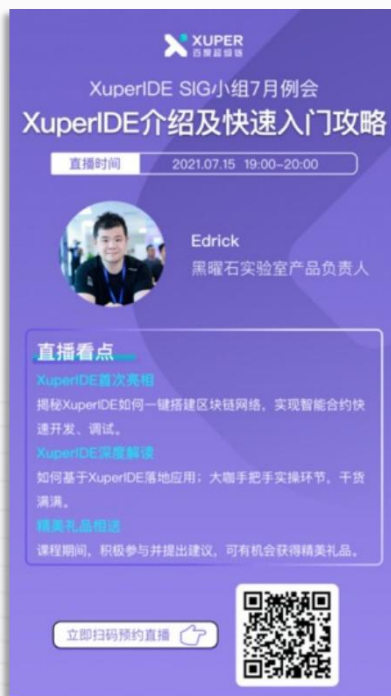 XUPER
百度超级链
XuperIDE SIG小组7月例会
XuperIDE介绍及快速入门攻略
直播时间 2021.07.15 19:00-20:00
Edrick
黑曜石实验室产品负责人
直播看点
XuperIDE首次亮相
揭秘XuperIDE如何一键搭建区块链网络，实现智能合约快
速开发、调试。
XuperIDE深度解读
如何基于XuperIDE落地应用；大咖手把手实操环节，干货
满满。
精美礼品相送
课程期间，积极参与并提出建议，可有机会获得精美礼品。
立即扫码预约直播